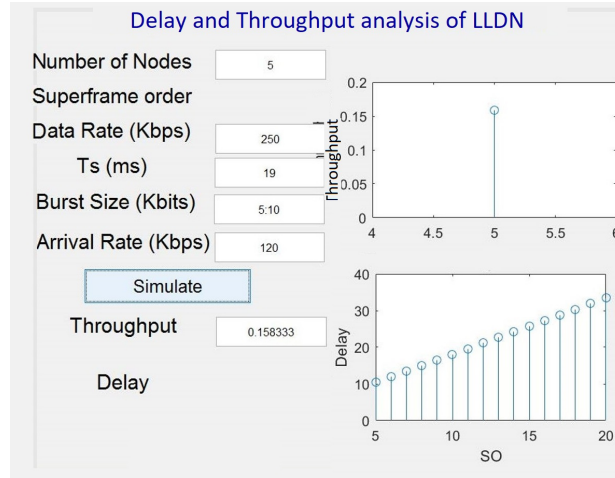 Delay and Throughput analysis of LLDN
Number of Nodes
5
Superframe order
Data Rate (Kbps)
250
Ts (ms)
19
Burst Size (Kbits)
5:10
Arrival Rate (Kbps)
120
Simulate
Throughput
0.158333
Delay
Throughput
0.2
0.15
0.1
0.05
0
4
4.5
5
5.5
6
Delay
40
30
20
10
0
5
10
15
20
SO